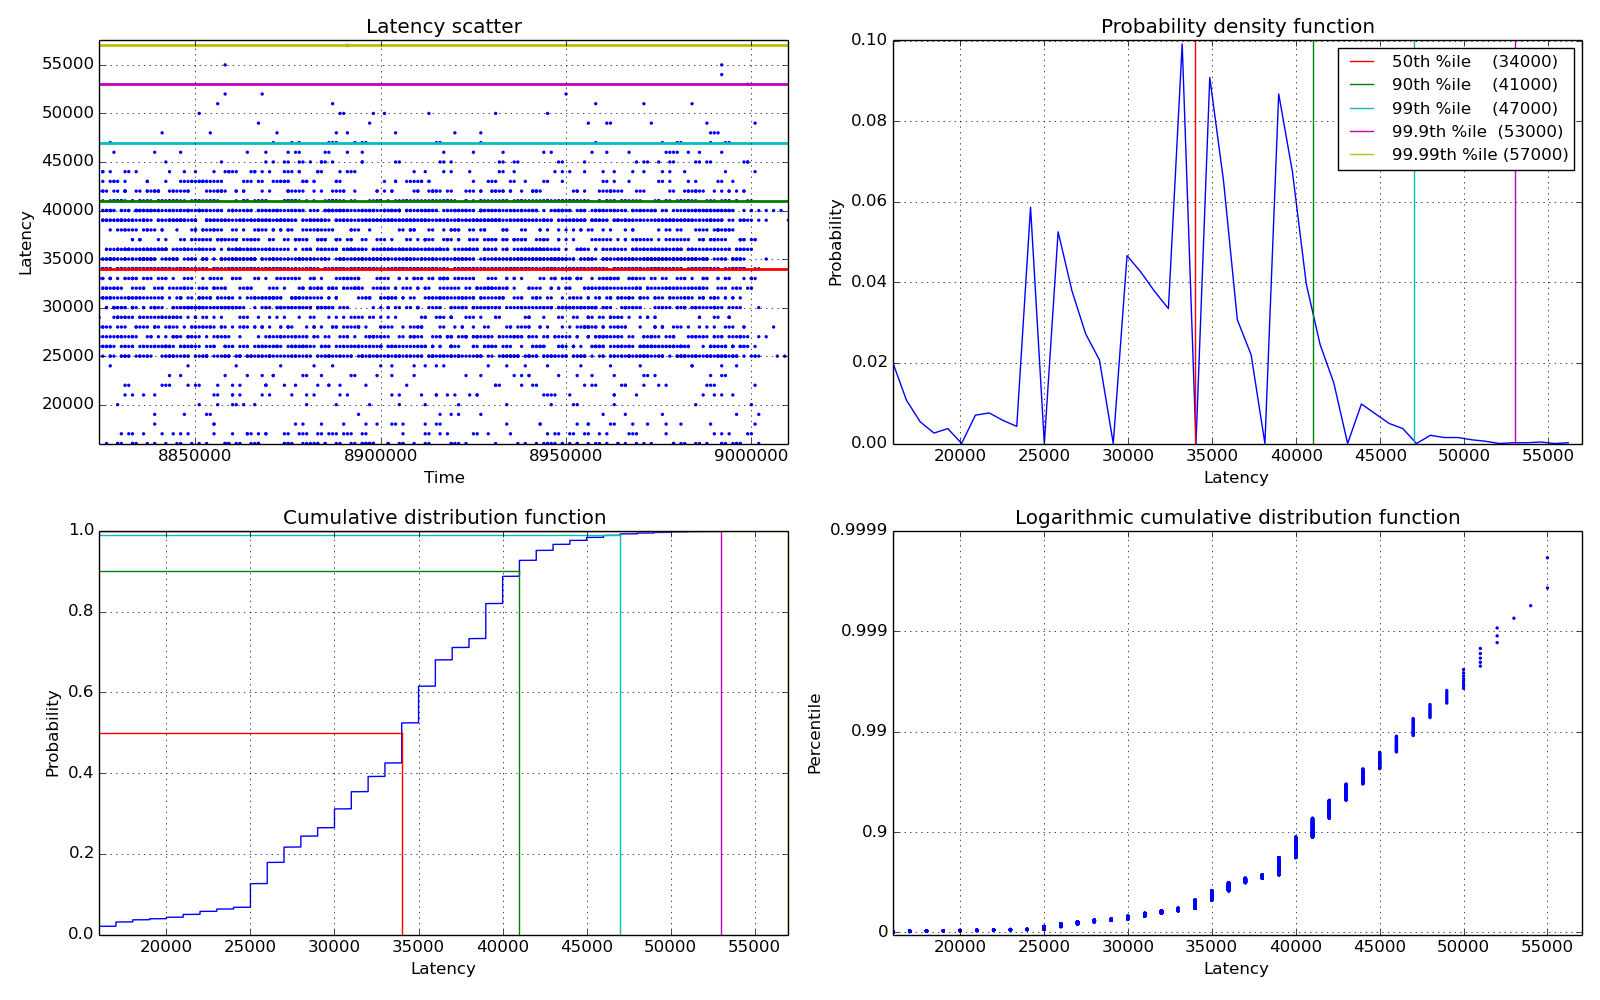 Latency scatter
55000
50000
45000
40000
35000
30000
25000
20000
Latency
8850000 8900000 8950000 9000000
Time
Probability density function
0.10
0.08
0.06
0.04
0.02
0.00
Probability
50th %ile (34000)
90th %ile (41000)
99th %ile (47000)
99.9th %ile (53000)
99.99th %ile (57000)
20000 25000 30000 35000 40000 45000 50000 55000
Latency
Cumulative distribution function
1.0
0.8
0.6
0.4
0.2
0.0
Probability
20000 25000 30000 35000 40000 45000 50000 55000
Latency
Logarithmic cumulative distribution function
0.9999
0.999
0.99
0.9
0
Percentile
20000 25000 30000 35000 40000 45000 50000 55000
Latency